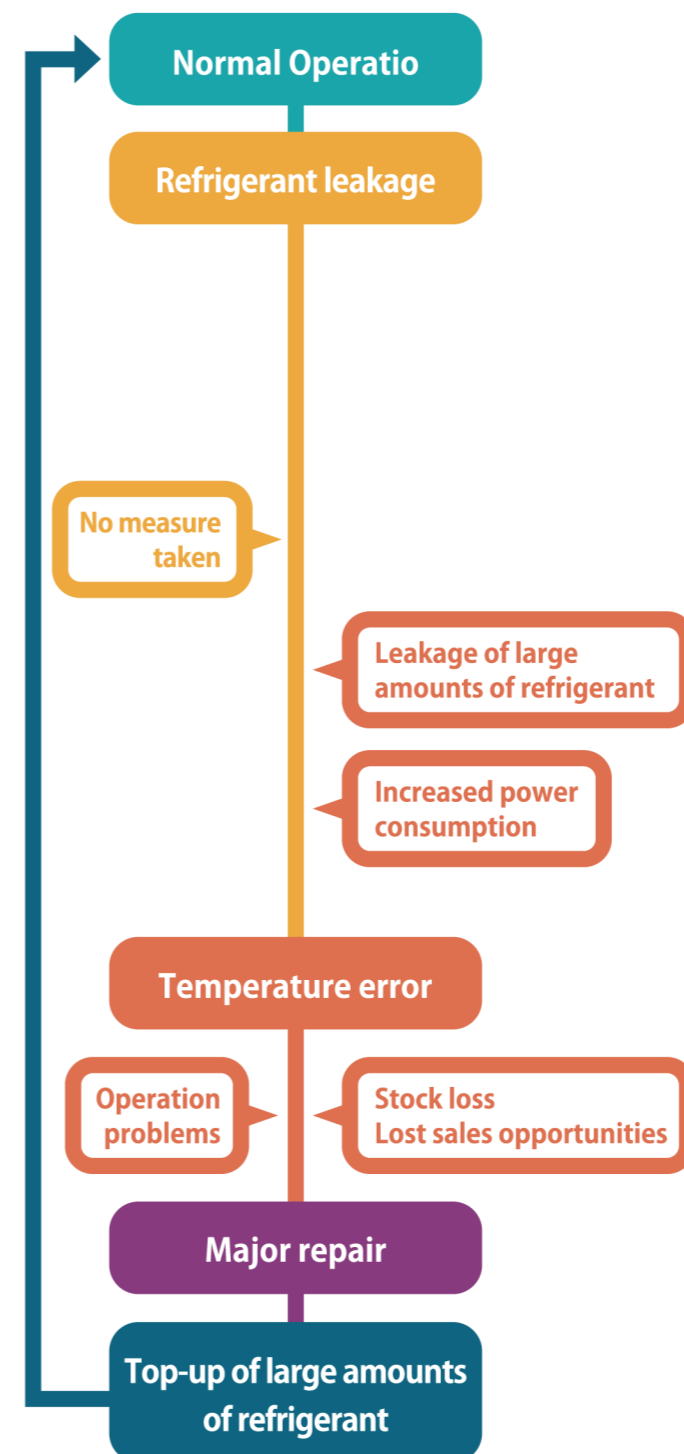 Normal Operatio
Refrigerant leakage
No measure
taken
Leakage of large
amounts of refrigerant
Increased power
consumption
Temperature error
Operation
problems
Stock loss
Lost sales opportunities
Major repair
Top-up of large amounts
of refrigerant